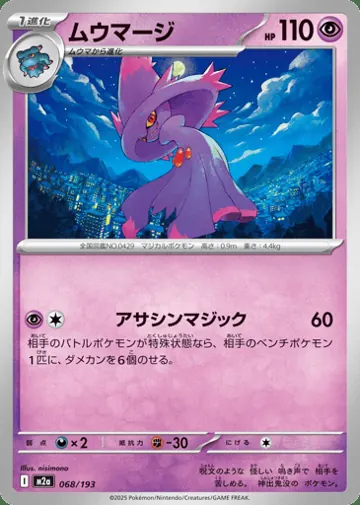 1進化
ムウマージ
HP 110
ムウマから進化
全国図鑑NO.0429 マジカルポケモン 高さ：0.9m 重さ：4.4kg
アサシンマジック 60
相手のバトルポケモンが特殊状態なら、相手のベンチポケモン
1匹に、ダメカンを6個のせる。
弱点 ×2 抵抗力 -30 にげる
Illus. nisimono
I m2a 068/193
呪文のような 怪しい 鳴き声で 相手を
苦しめる。 神出鬼没の ポケモン。
©2025 Pokémon/Nintendo/Creatures/GAME FREAK.